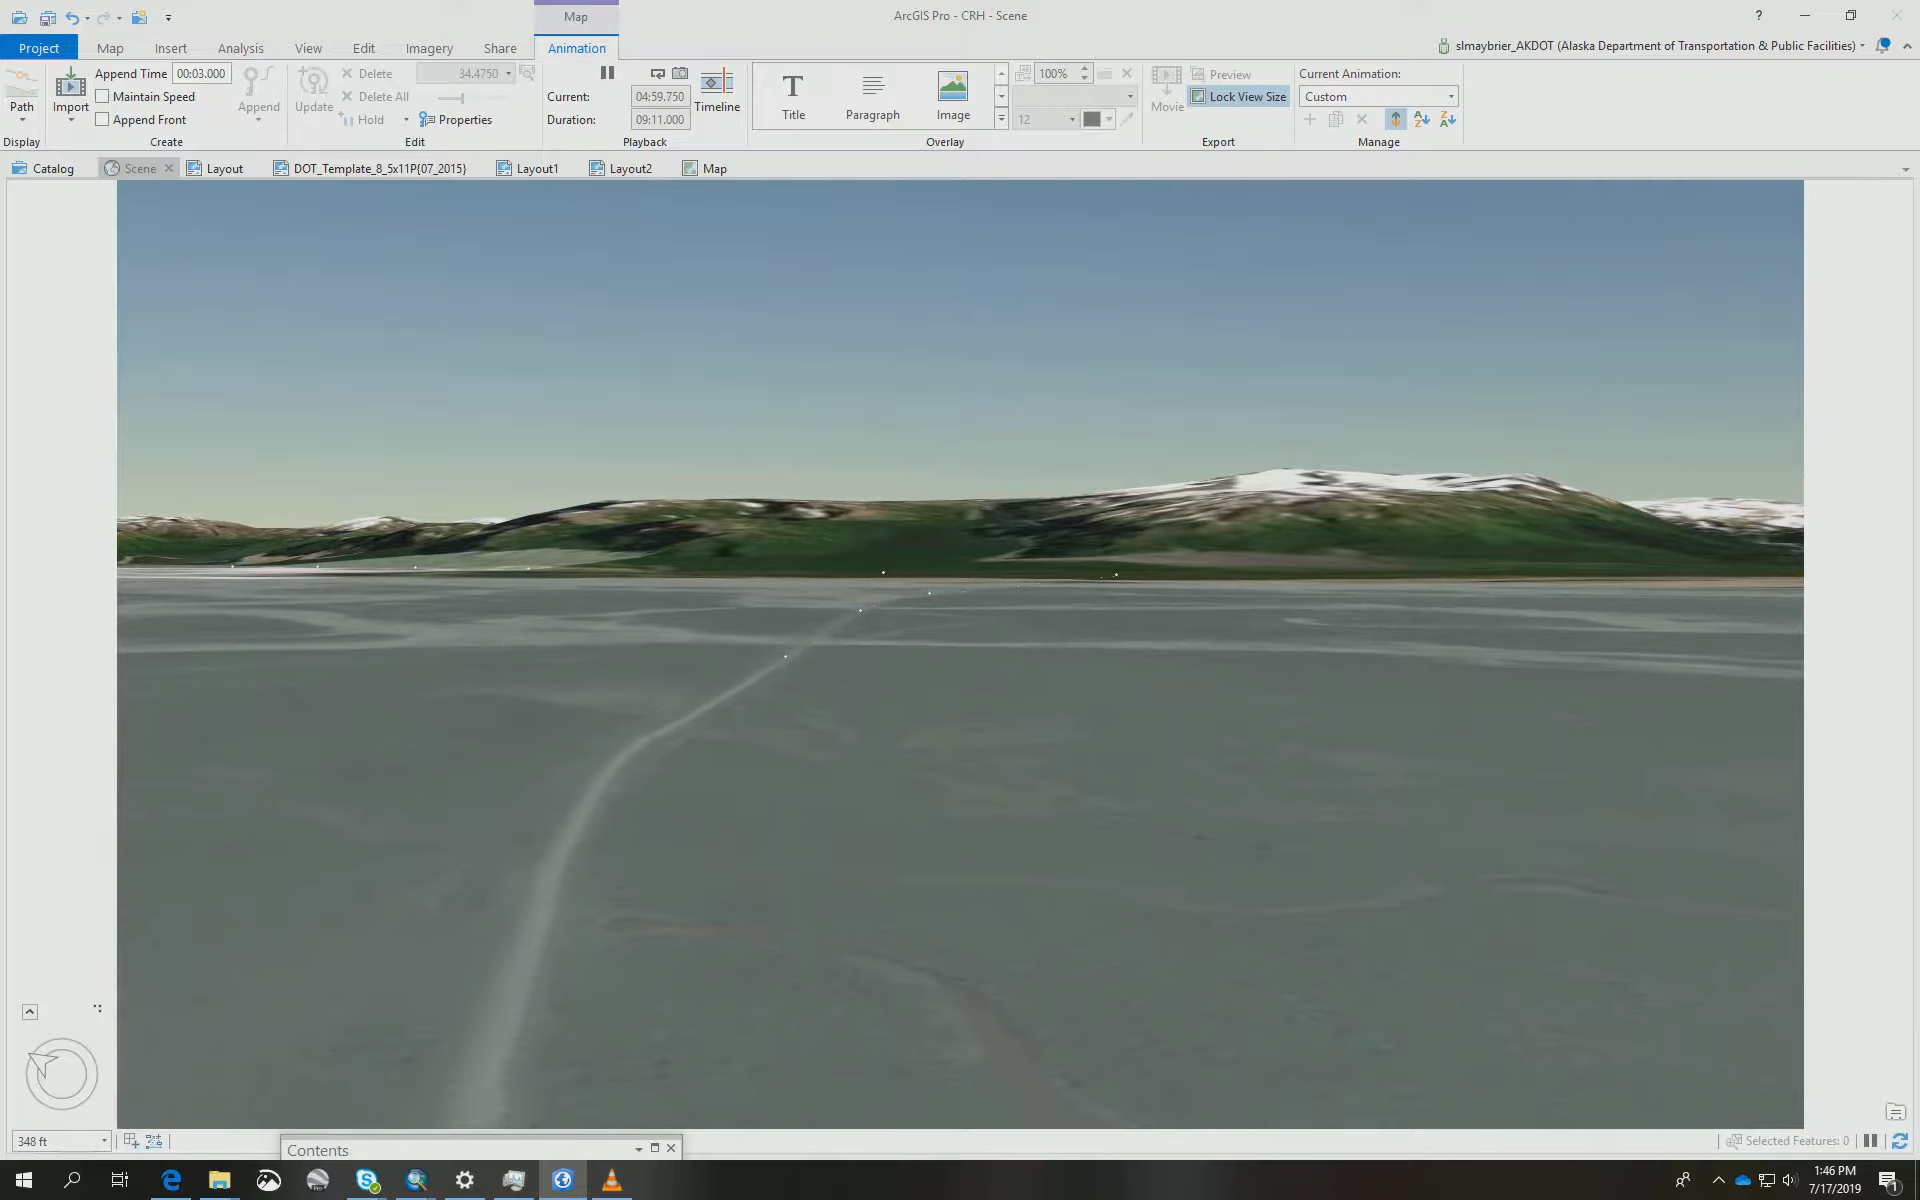 Map
ArcGIS Pro - CRH - Scene
?
Project
Map
Insert
Analysis
View
Edit
Imagery
Share
Animation
slmaybrier_AKDOT (Alaska Department of Transportation & Public Facilities)
Path
Import
Append Time
00:03.000
Maintain Speed
Append Front
Append
Update
Delete
34.4750
Delete All
Hold
Properties
Current:
04:59.750
Duration:
09:11.000
Timeline
Title
Paragraph
Image
100%
12
Movie
Preview
Lock View Size
Current Animation:
Custom
Display
Create
Edit
Playback
Overlay
Export
Manage
Catalog
Scene
Layout
DOT_Template_8_5x11P{07_2015}
Layout1
Layout2
Map
348 ft
Contents
Selected Features: 0
1:46 PM
7/17/2019
1